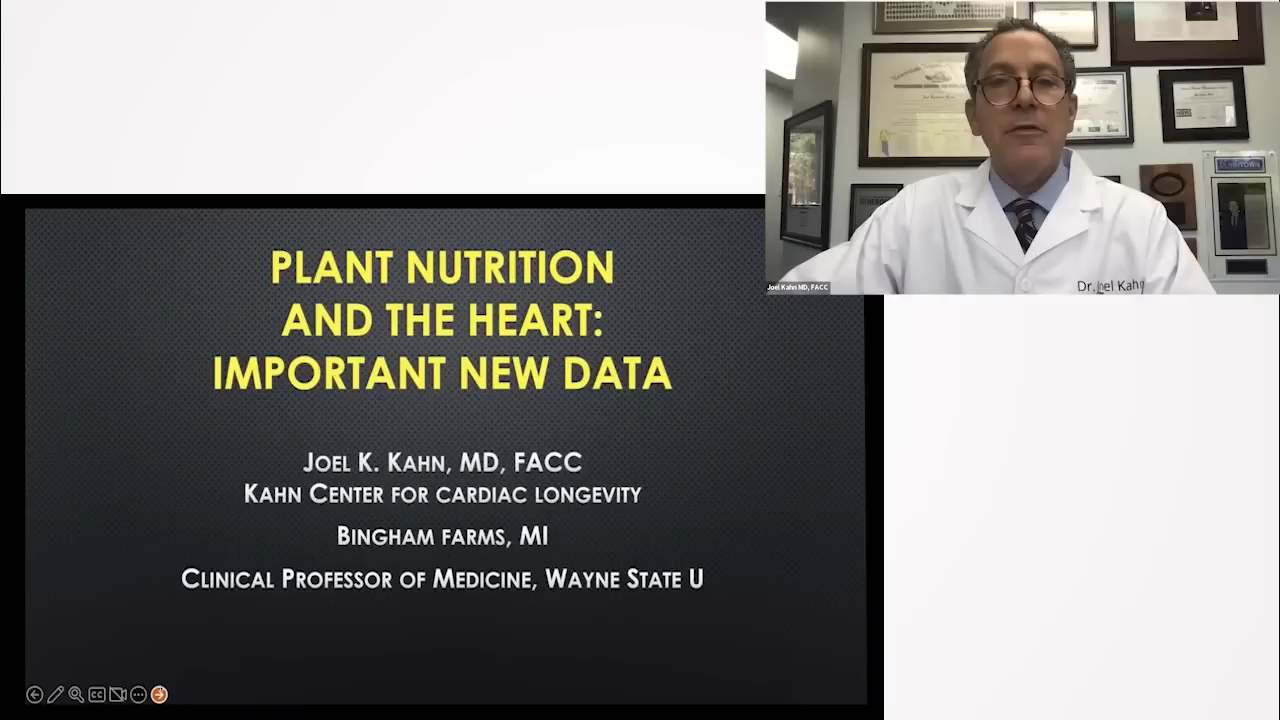 PLANT NUTRITION
AND THE HEART:
IMPORTANT NEW DATA
JOEL K. KAHN, MD, FACC
KAHN CENTER FOR CARDIAC LONGEVITY
BINGHAM FARMS, MI
CLINICAL PROFESSOR OF MEDICINE, WAYNE STATE U
Joel Kahn MD, FACC
Dr. Joel Kahn
CC